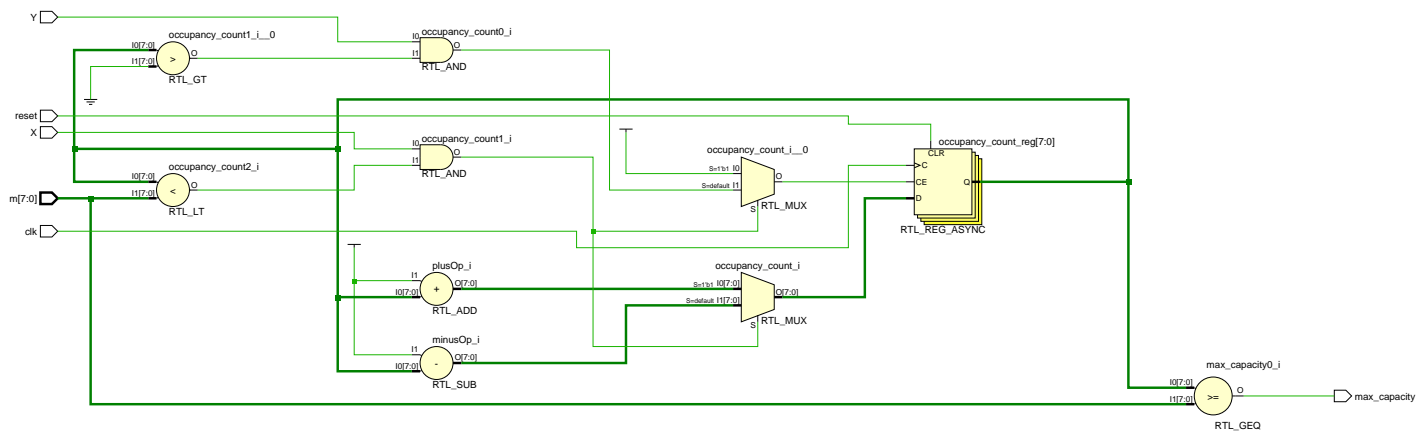 Y
occupancy_count1_i__0
I0[7:0]
I1[7:0]
>
O
RTL_GT
occupancy_count0_i
I0
I1
O
RTL_AND
reset
X
occupancy_count1_i
I0
I1
O
RTL_AND
occupancy_count2_i
I0[7:0]
I1[7:0]
<
O
RTL_LT
m[7:0]
clk
occupancy_count_i__0
S=1'b1 I0
S=default I1
O
S
RTL_MUX
occupancy_count_reg[7:0]
CLR
C
CE
D
Q
RTL_REG_ASYNC
plusOp_i
I1
I0[7:0]
+
O[7:0]
RTL_ADD
occupancy_count_i
S=1'b1 I0[7:0]
S=default I1[7:0]
O[7:0]
S
RTL_MUX
minusOp_i
I1
I0[7:0]
-
O[7:0]
RTL_SUB
max_capacity0_i
I0[7:0]
I1[7:0]
>=
O
RTL_GEQ
max_capacity